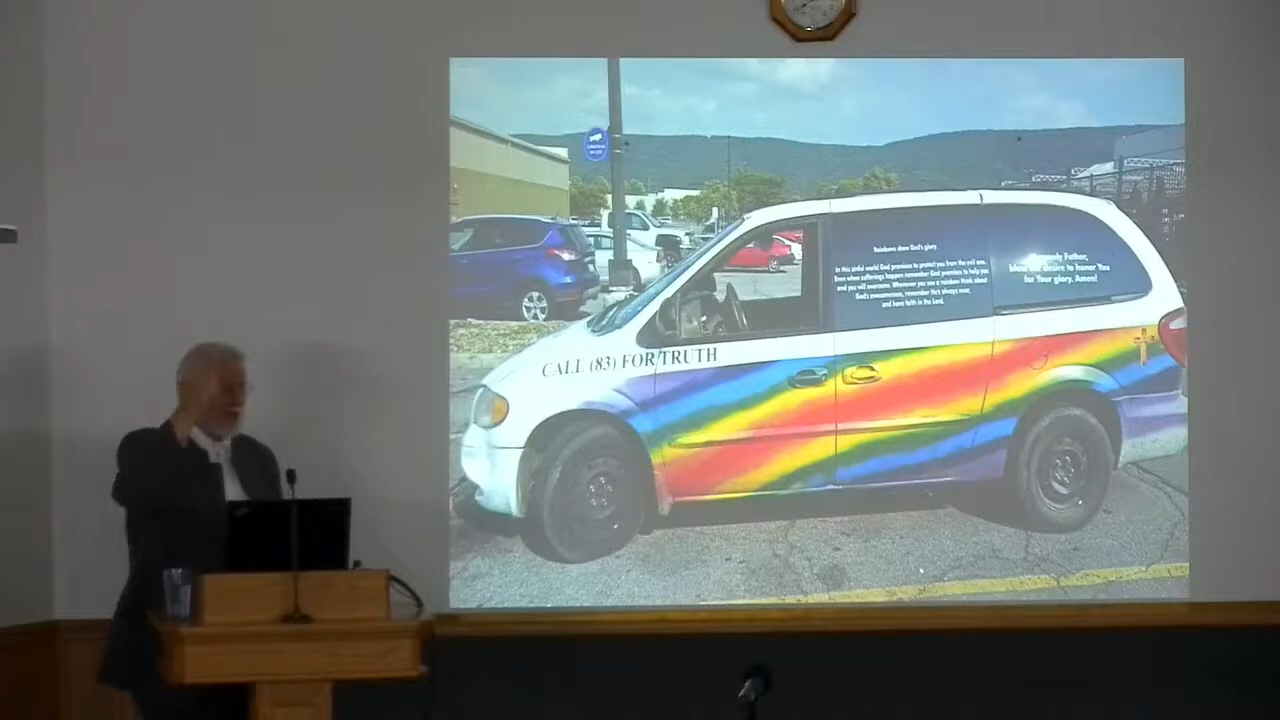 Rainbows show God's glory.
In this sinful world God promises to protect you from the evil one.
Even when sufferings happen remember God promises to help you
and you will overcome. Whenever you see a rainbow think about
God's awesomeness, remember He's always near,
and have faith in the Lord.
Father,
desire to honor You
for Your glory. Amen!
CALL (83) FOR TRUTH